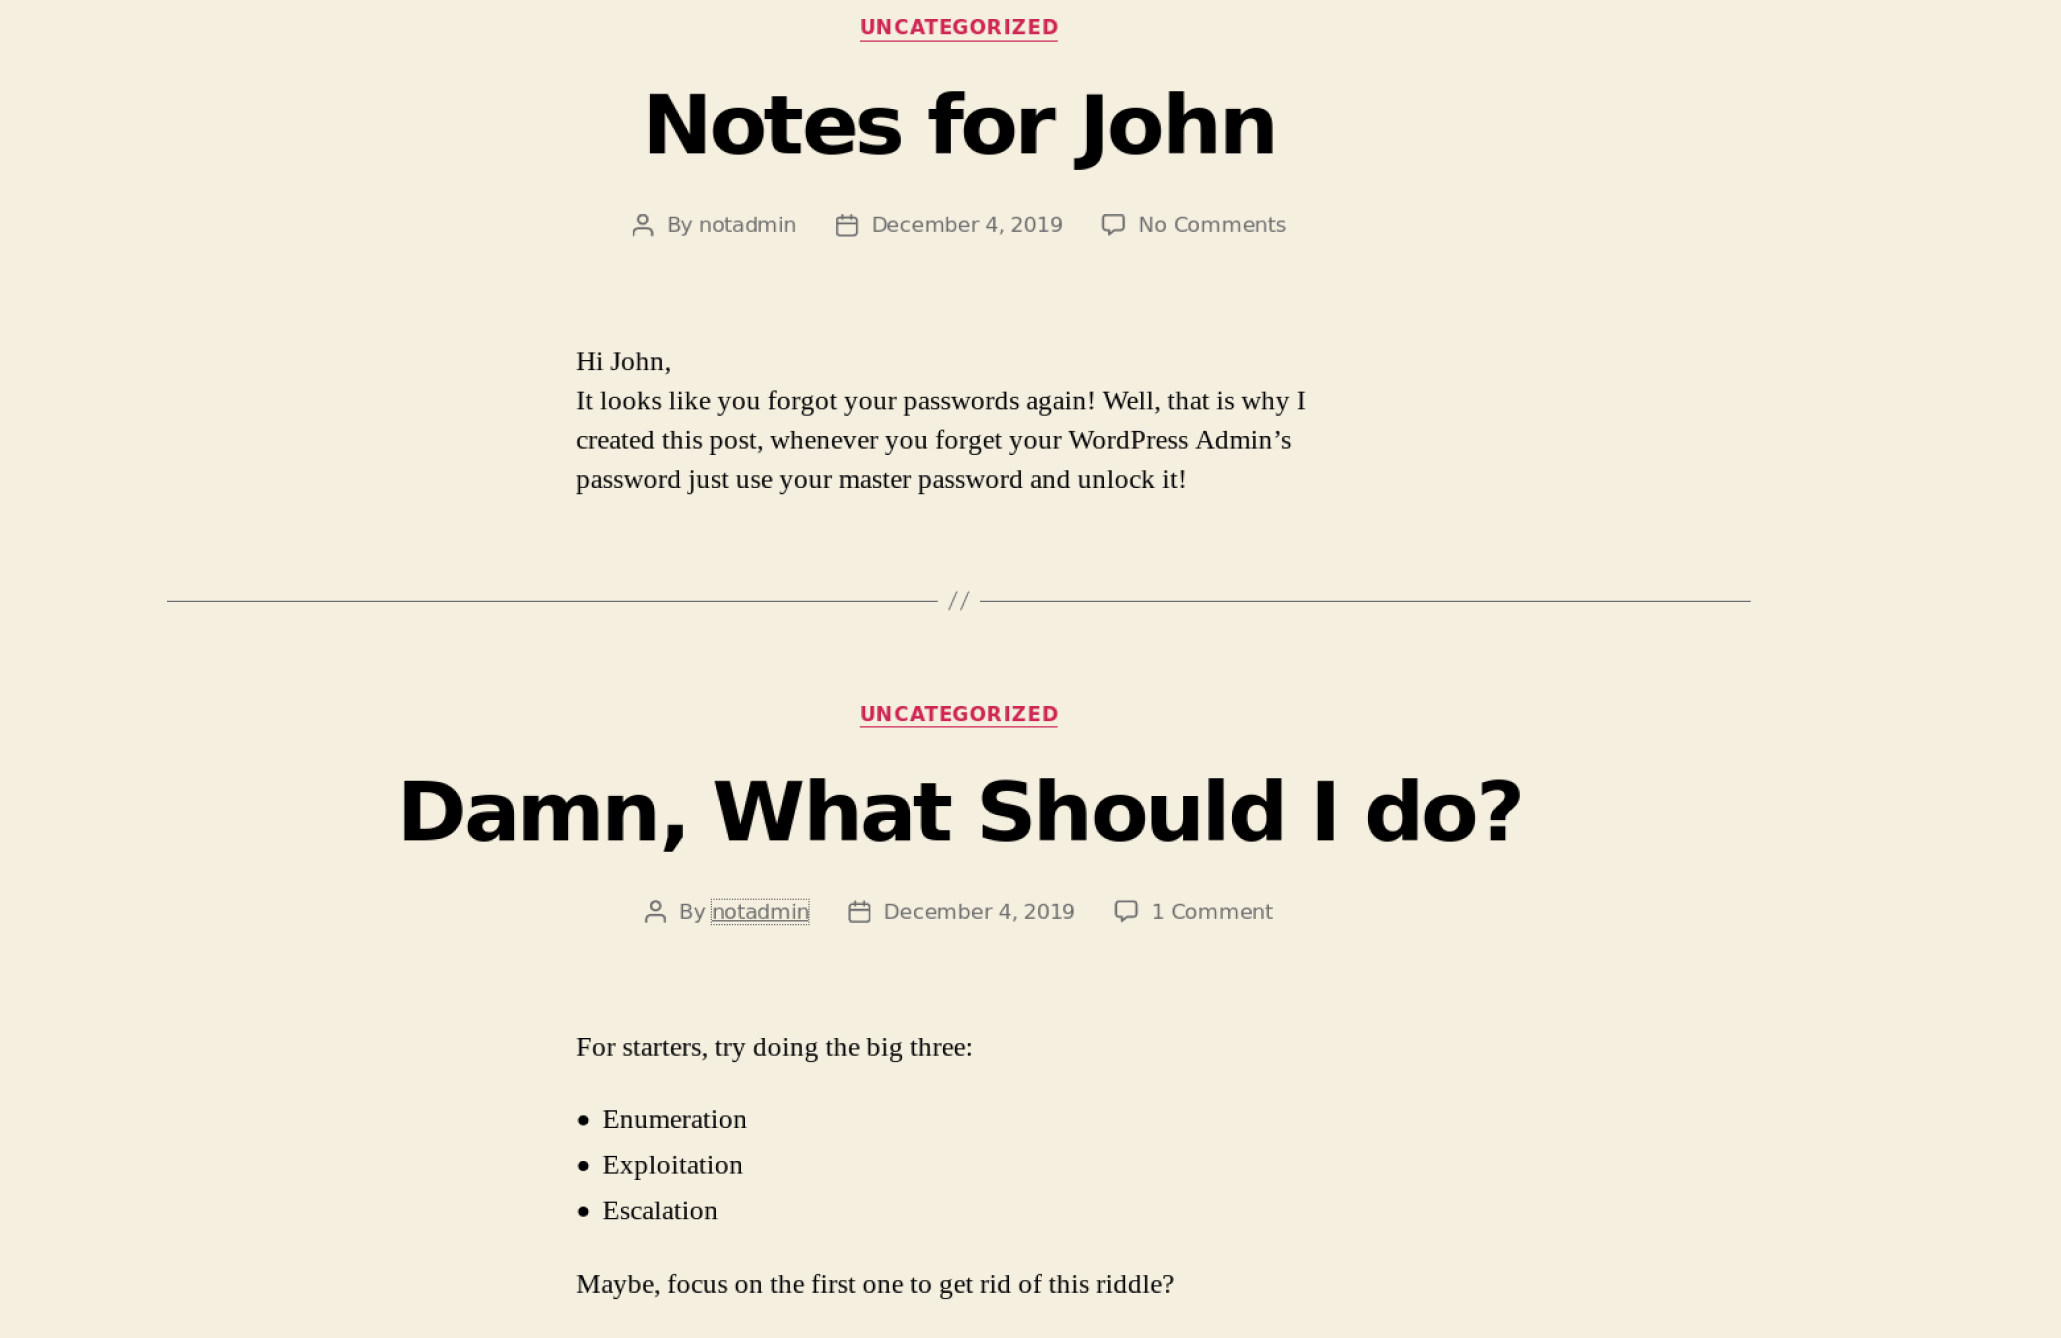 UNCATEGORIZED
Notes for John
By notadmin December 4, 2019 No Comments
Hi John,
It looks like you forgot your passwords again! Well, that is why I
created this post, whenever you forget your WordPress Admin’s
password just use your master password and unlock it!
//
UNCATEGORIZED
Damn, What Should I do?
By notadmin December 4, 2019 1 Comment
For starters, try doing the big three:
• Enumeration
• Exploitation
• Escalation
Maybe, focus on the first one to get rid of this riddle?